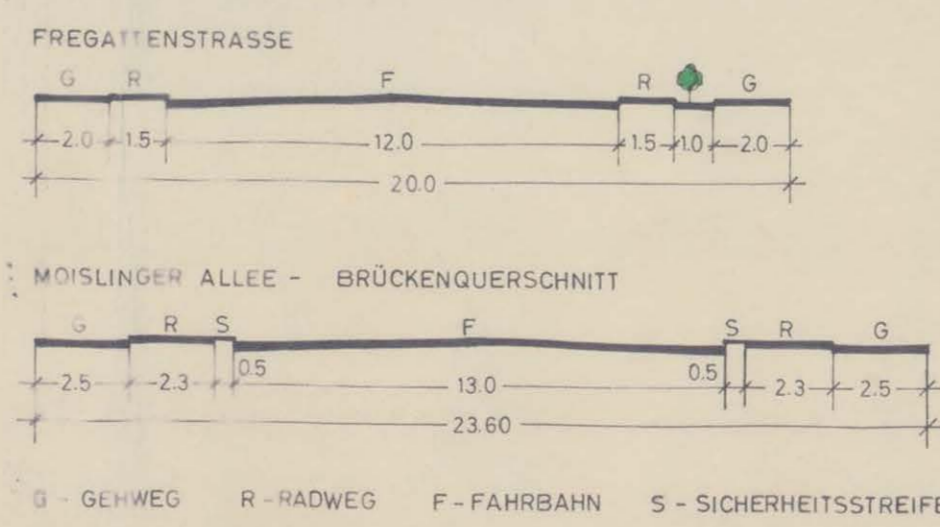 FREGATTENSTRASSE
G R F R G
2.0 1.5 12.0 1.5 1.0 2.0
20.0
MOISLINGER ALLEE - BRÜCKENQUERSCHNITT
G R S F S R G
2.5 2.3 0.5 13.0 0.5 2.3 2.5
23.60
G - GEHWEG R - RADWEG F - FAHRBAHN S - SICHERHEITSSTREIFE